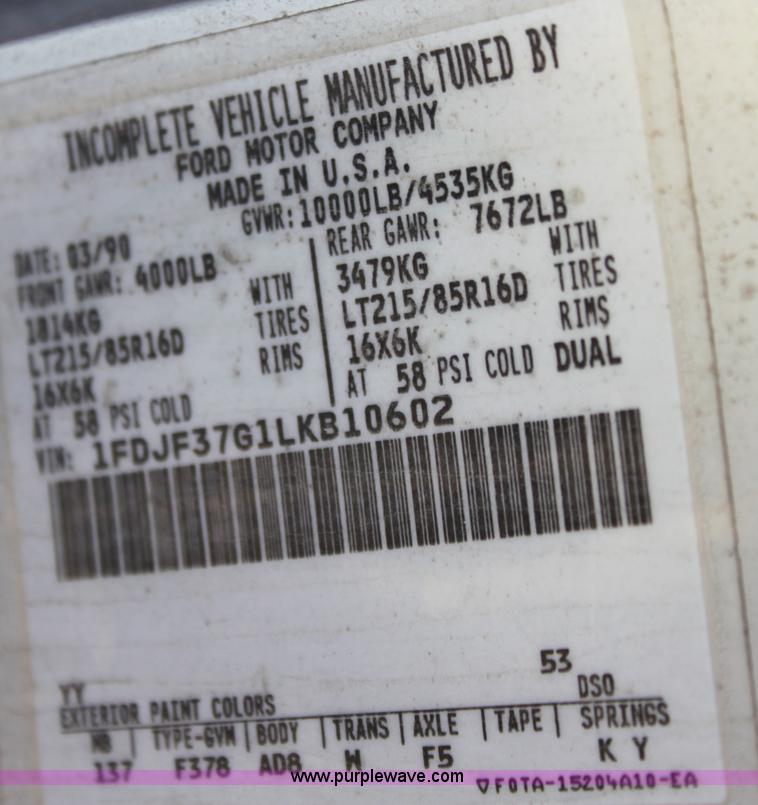 INCOMPLETE VEHICLE MANUFACTURED BY
FORD MOTOR COMPANY
MADE IN U.S.A.
GVWR: 10000LB/4535KG
DATE: 03/90
FRONT GAWR: 4000LB
1814KG WITH
LT215/85R16D TIRES
16X6K RIMS
AT 58 PSI COLD
REAR GAWR: 7672LB
3479KG WITH
LT215/85R16D TIRES
16X6K RIMS
AT 58 PSI COLD DUAL
VIN: 1FDJF37G1LKB10602
53
YY DSO
EXTERIOR PAINT COLORS
WB | TYPE-GVW | BODY | TRANS | AXLE | TAPE | SPRINGS
137 F378 AD8 W F5 K Y
www.purplewave.com
▽F0TA-15204A10-EA